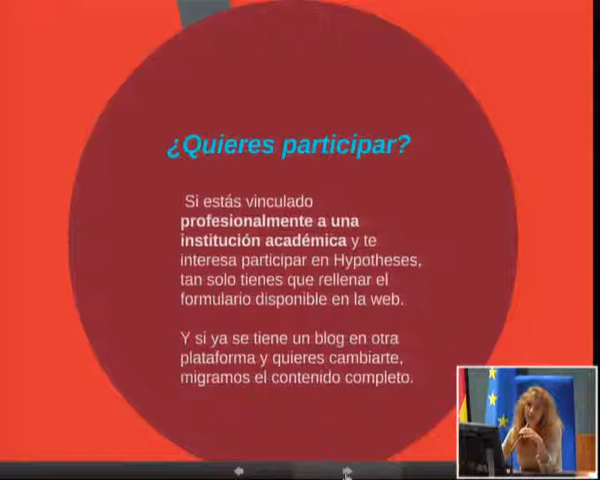 ¿Quieres participar?
Si estás vinculado
profesionalmente a una
institución académica y te
interesa participar en Hypotheses,
tan solo tienes que rellenar el
formulario disponible en la web.
Y si ya se tiene un blog en otra
plataforma y quieres cambiarte,
migramos el contenido completo.